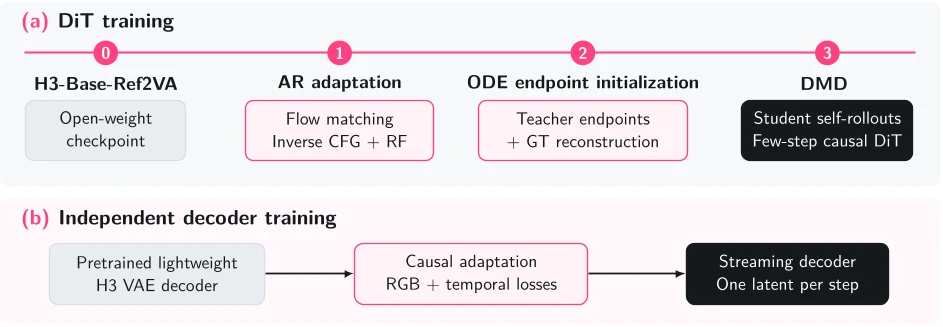 (a) DiT training
0 1 2 3
H3-Base-Ref2VA AR adaptation ODE endpoint initialization DMD
Open-weight Flow matching Teacher endpoints Student self-rollouts
checkpoint Inverse CFG + RF + GT reconstruction Few-step causal DiT
(b) Independent decoder training
Pretrained lightweight Causal adaptation Streaming decoder
H3 VAE decoder RGB + temporal losses One latent per step